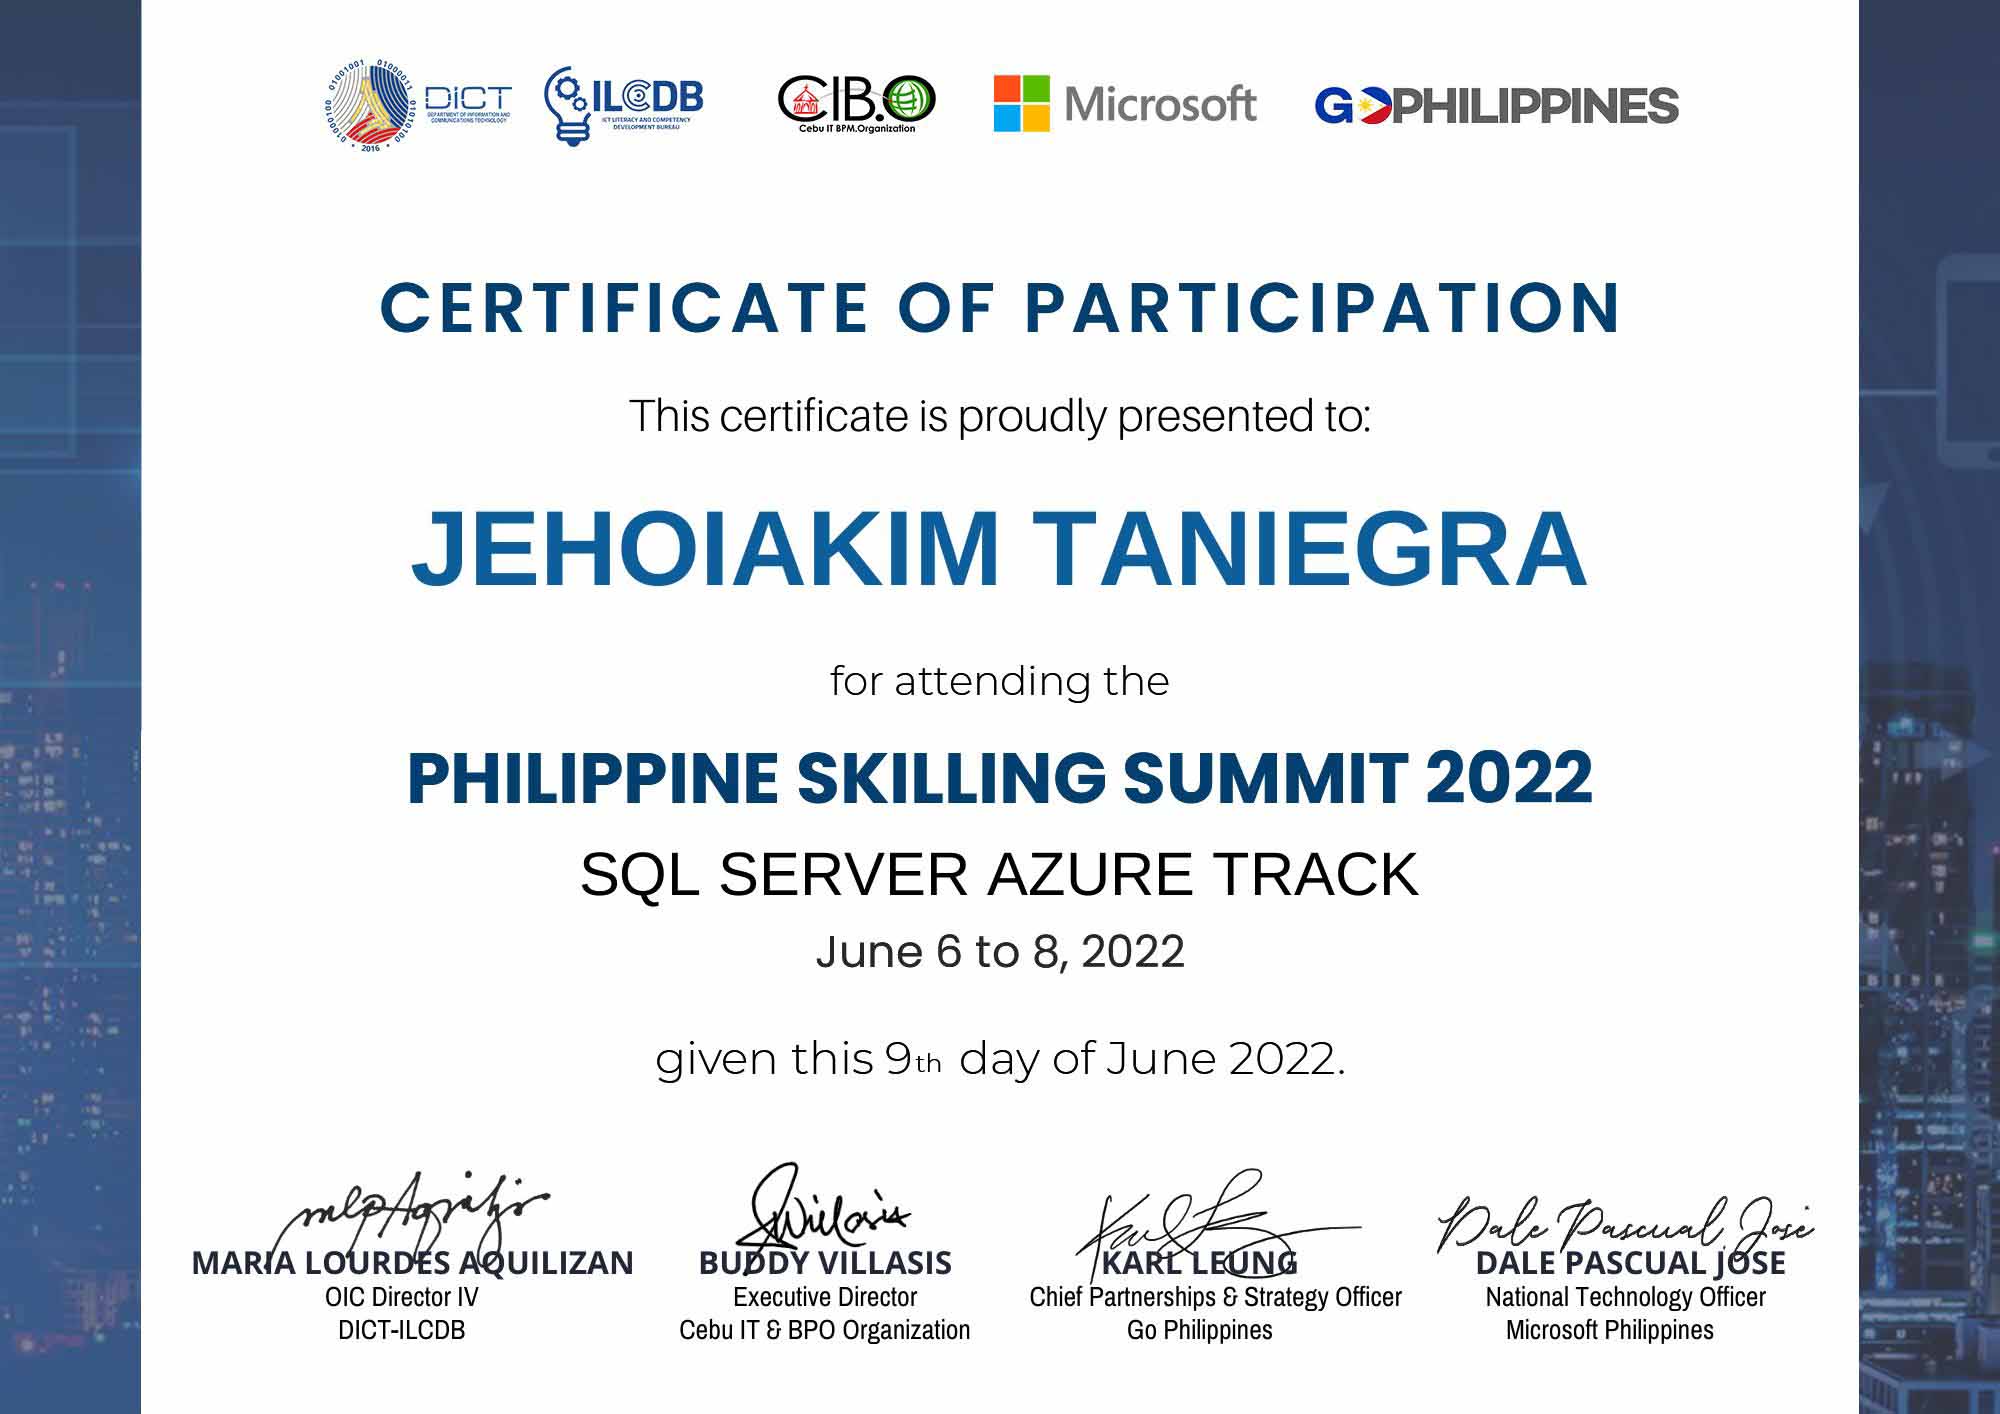 DICT
DEPARTMENT OF INFORMATION AND
COMMUNICATIONS TECHNOLOGY
2016
ILCDB
ICT LITERACY AND COMPETENCY
DEVELOPMENT BUREAU
CIB.O
Cebu IT BPM.Organization
Microsoft
GOPHILIPPINES
CERTIFICATE OF PARTICIPATION
This certificate is proudly presented to:
JEHOIAKIM TANIEGRA
for attending the
PHILIPPINE SKILLING SUMMIT 2022
SQL SERVER AZURE TRACK
June 6 to 8, 2022
given this 9th day of June 2022.
Dale Pascual Jose
MARIA LOURDES AQUILIZAN
OIC Director IV
DICT-ILCDB
BUDDY VILLASIS
Executive Director
Cebu IT & BPO Organization
KARL LEUNG
Chief Partnerships & Strategy Officer
Go Philippines
DALE PASCUAL JOSE
National Technology Officer
Microsoft Philippines